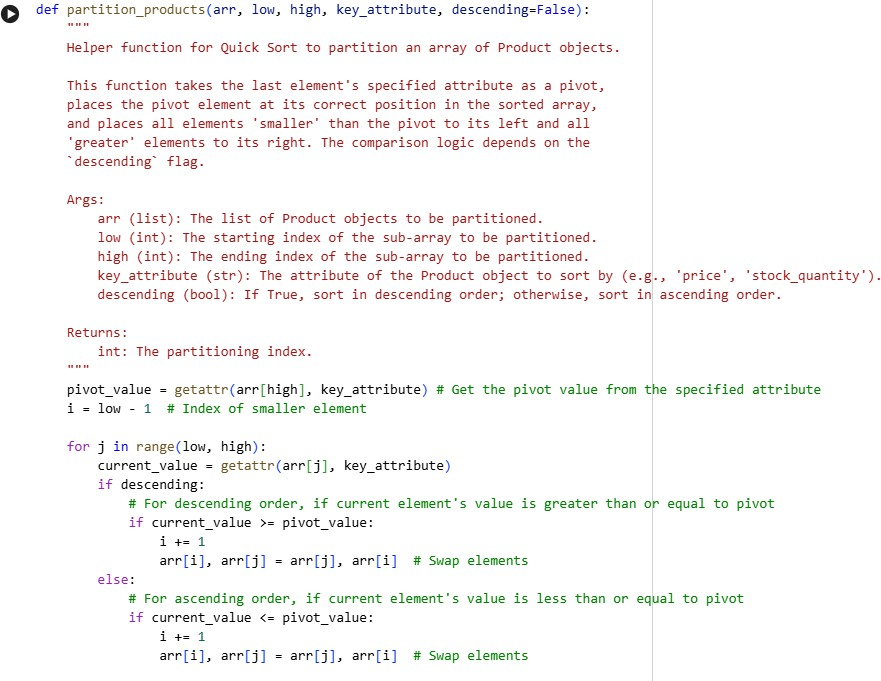 def partition_products(arr, low, high, key_attribute, descending=False):
    """
    Helper function for Quick Sort to partition an array of Product objects.

    This function takes the last element's specified attribute as a pivot,
    places the pivot element at its correct position in the sorted array,
    and places all elements 'smaller' than the pivot to its left and all
    'greater' elements to its right. The comparison logic depends on the
    `descending` flag.

    Args:
        arr (list): The list of Product objects to be partitioned.
        low (int): The starting index of the sub-array to be partitioned.
        high (int): The ending index of the sub-array to be partitioned.
        key_attribute (str): The attribute of the Product object to sort by (e.g., 'price', 'stock_quantity').
        descending (bool): If True, sort in descending order; otherwise, sort in ascending order.

    Returns:
        int: The partitioning index.
    """
    pivot_value = getattr(arr[high], key_attribute) # Get the pivot value from the specified attribute
    i = low - 1  # Index of smaller element

    for j in range(low, high):
        current_value = getattr(arr[j], key_attribute)
        if descending:
            # For descending order, if current element's value is greater than or equal to pivot
            if current_value >= pivot_value:
                i += 1
                arr[i], arr[j] = arr[j], arr[i]  # Swap elements
        else:
            # For ascending order, if current element's value is less than or equal to pivot
            if current_value <= pivot_value:
                i += 1
                arr[i], arr[j] = arr[j], arr[i]  # Swap elements